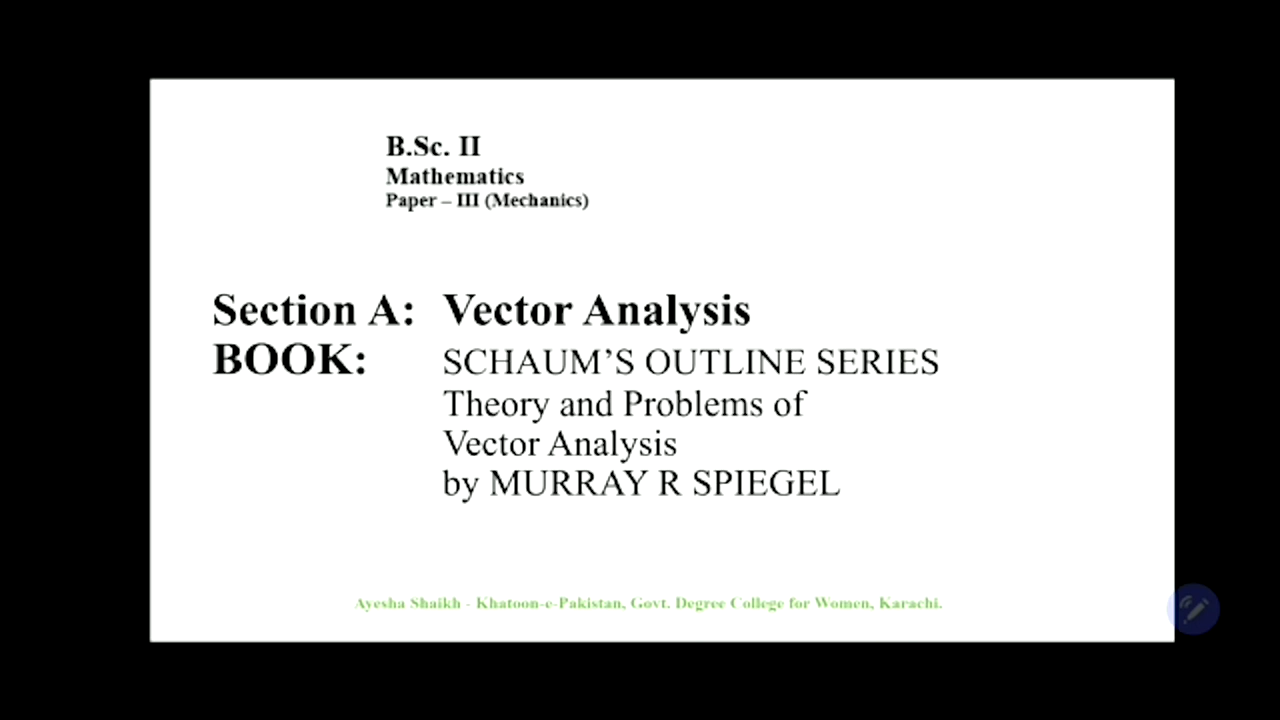 B.Sc. II
Mathematics
Paper – III (Mechanics)
Section A: Vector Analysis
BOOK: SCHAUM’S OUTLINE SERIES
Theory and Problems of
Vector Analysis
by MURRAY R SPIEGEL
Ayesha Shaikh - Khatoon-e-Pakistan, Govt. Degree College for Women, Karachi.